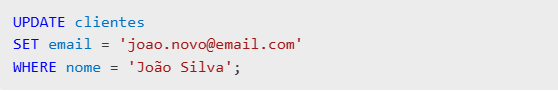 UPDATE clientes
SET email = 'joao.novo@email.com'
WHERE nome = 'João Silva';